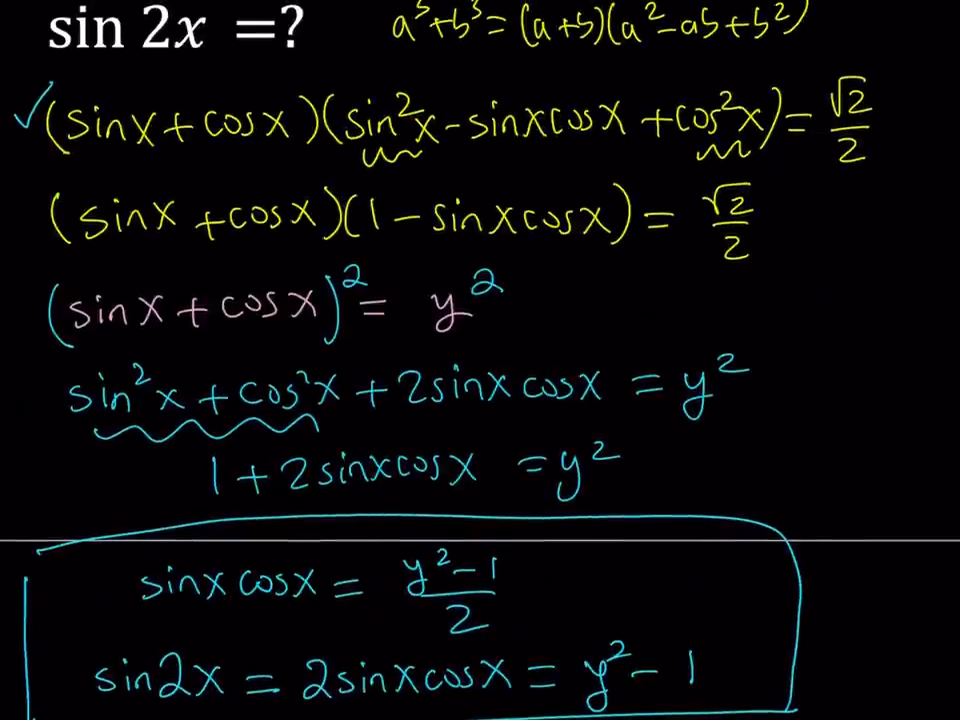 sin 2x =? a³+b³=(a+b)(a²-ab+b²)
✓(sinx+cosx)(sin²x-sinxcosx+cos²x)=√2/2
(sinx+cosx)(1-sinxcosx)=√2/2
(sinx+cosx)²=y²
sin²x+cos²x+2sinxcosx=y²
1+2sinxcosx=y²
sinxcosx=(y²-1)/2
sin2x=2sinxcosx=y²-1